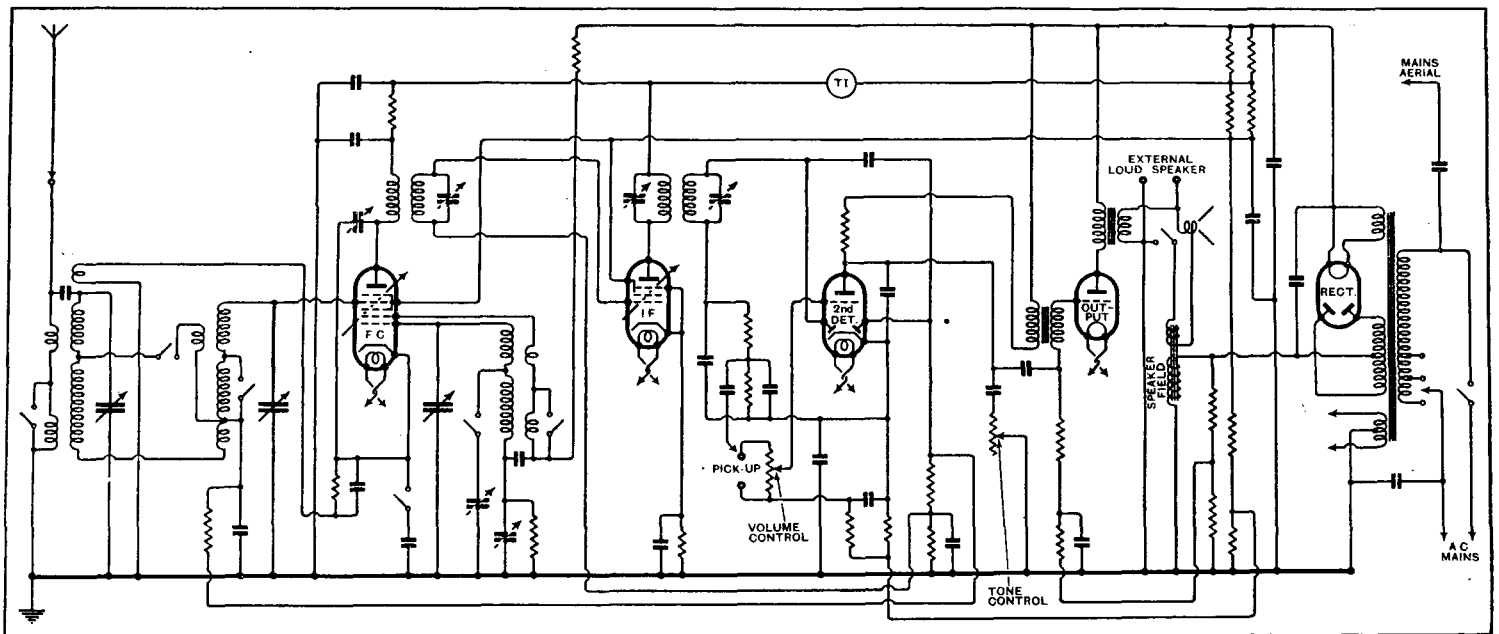 TI
MAINS
AERIAL
EXTERNAL
LOUD SPEAKER
F C
I F
2nd
DET.
OUT
PUT
RECT.
SPEAKER
FIELD
PICK-UP
VOLUME
CONTROL
TONE
CONTROL
A C
MAINS